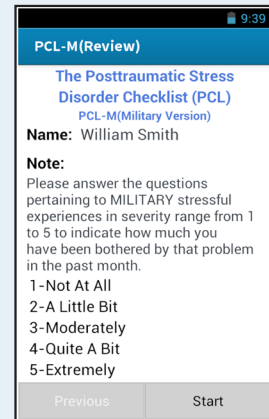 9:39
PCL-M(Review)
The Posttraumatic Stress
Disorder Checklist (PCL)
PCL-M(Military Version)
Name: William Smith
Note:
Please answer the questions
pertaining to MILITARY stressful
experiences in severity range from 1
to 5 to indicate how much you
have been bothered by that problem
in the past month.
1-Not At All
2-A Little Bit
3-Moderately
4-Quite A Bit
5-Extremely
Previous Start